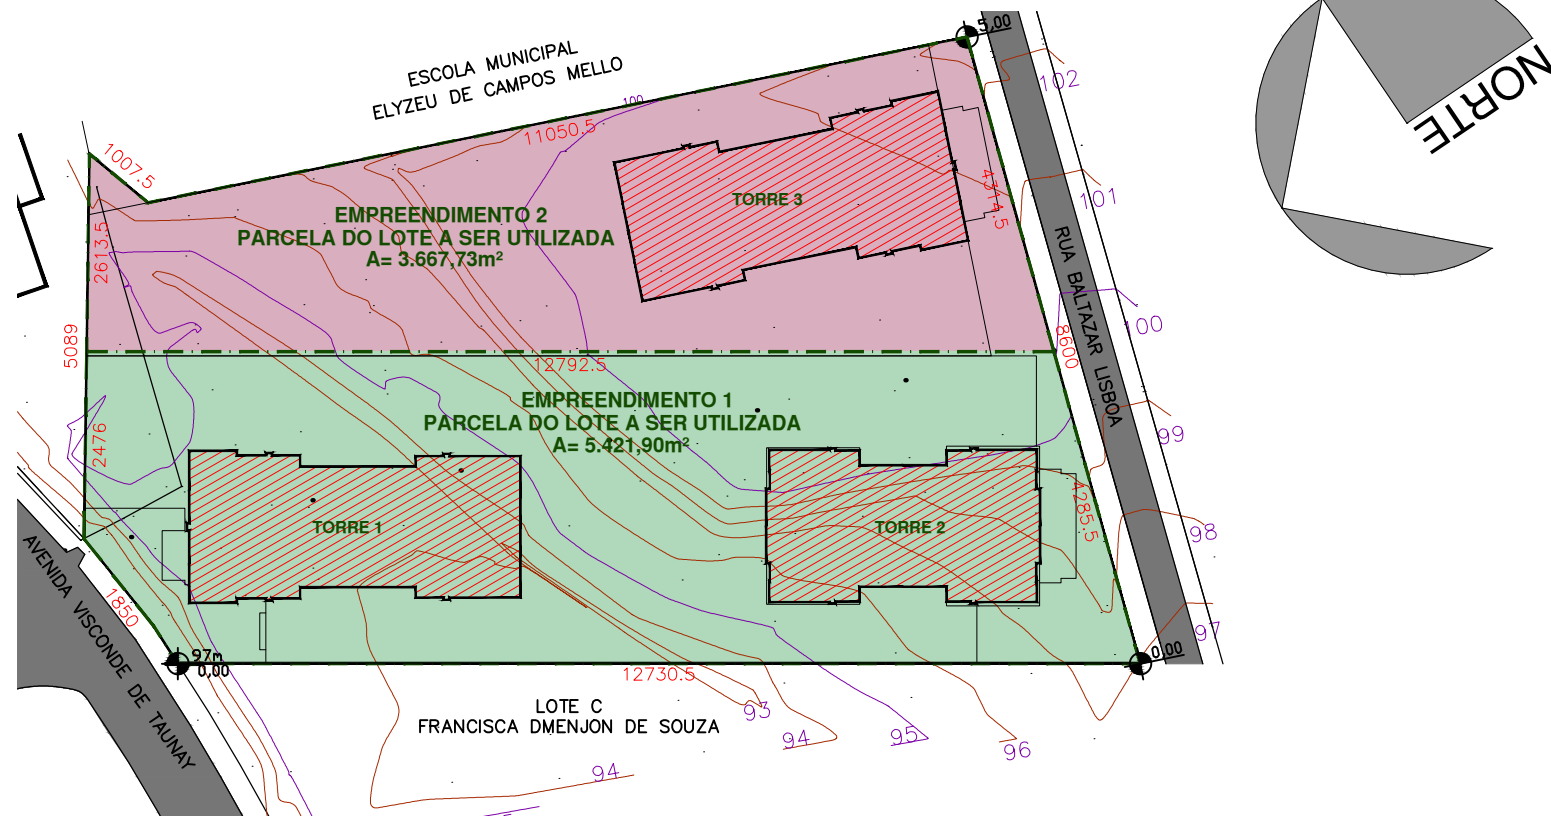 ESCOLA MUNICIPAL
ELYZEU DE CAMPOS MELLO
5,00
102
NORTE
100
11050.5
1007.5
TORRE 3
4314.5
101
EMPREENDIMENTO 2
PARCELA DO LOTE A SER UTILIZADA
A= 3.667,73m²
2613.5
RUA BALTAZAR LISBOA
100
5089
8600
12792.5
EMPREENDIMENTO 1
PARCELA DO LOTE A SER UTILIZADA
A= 5.421,90m²
2476
99
4285.5
TORRE 1
TORRE 2
98
AVENIDA VISCONDE DE TAUNAY
1850
97
97m
0,00
0,00
12730.5
LOTE C
FRANCISCA DMENJON DE SOUZA
93
94
95
96
94